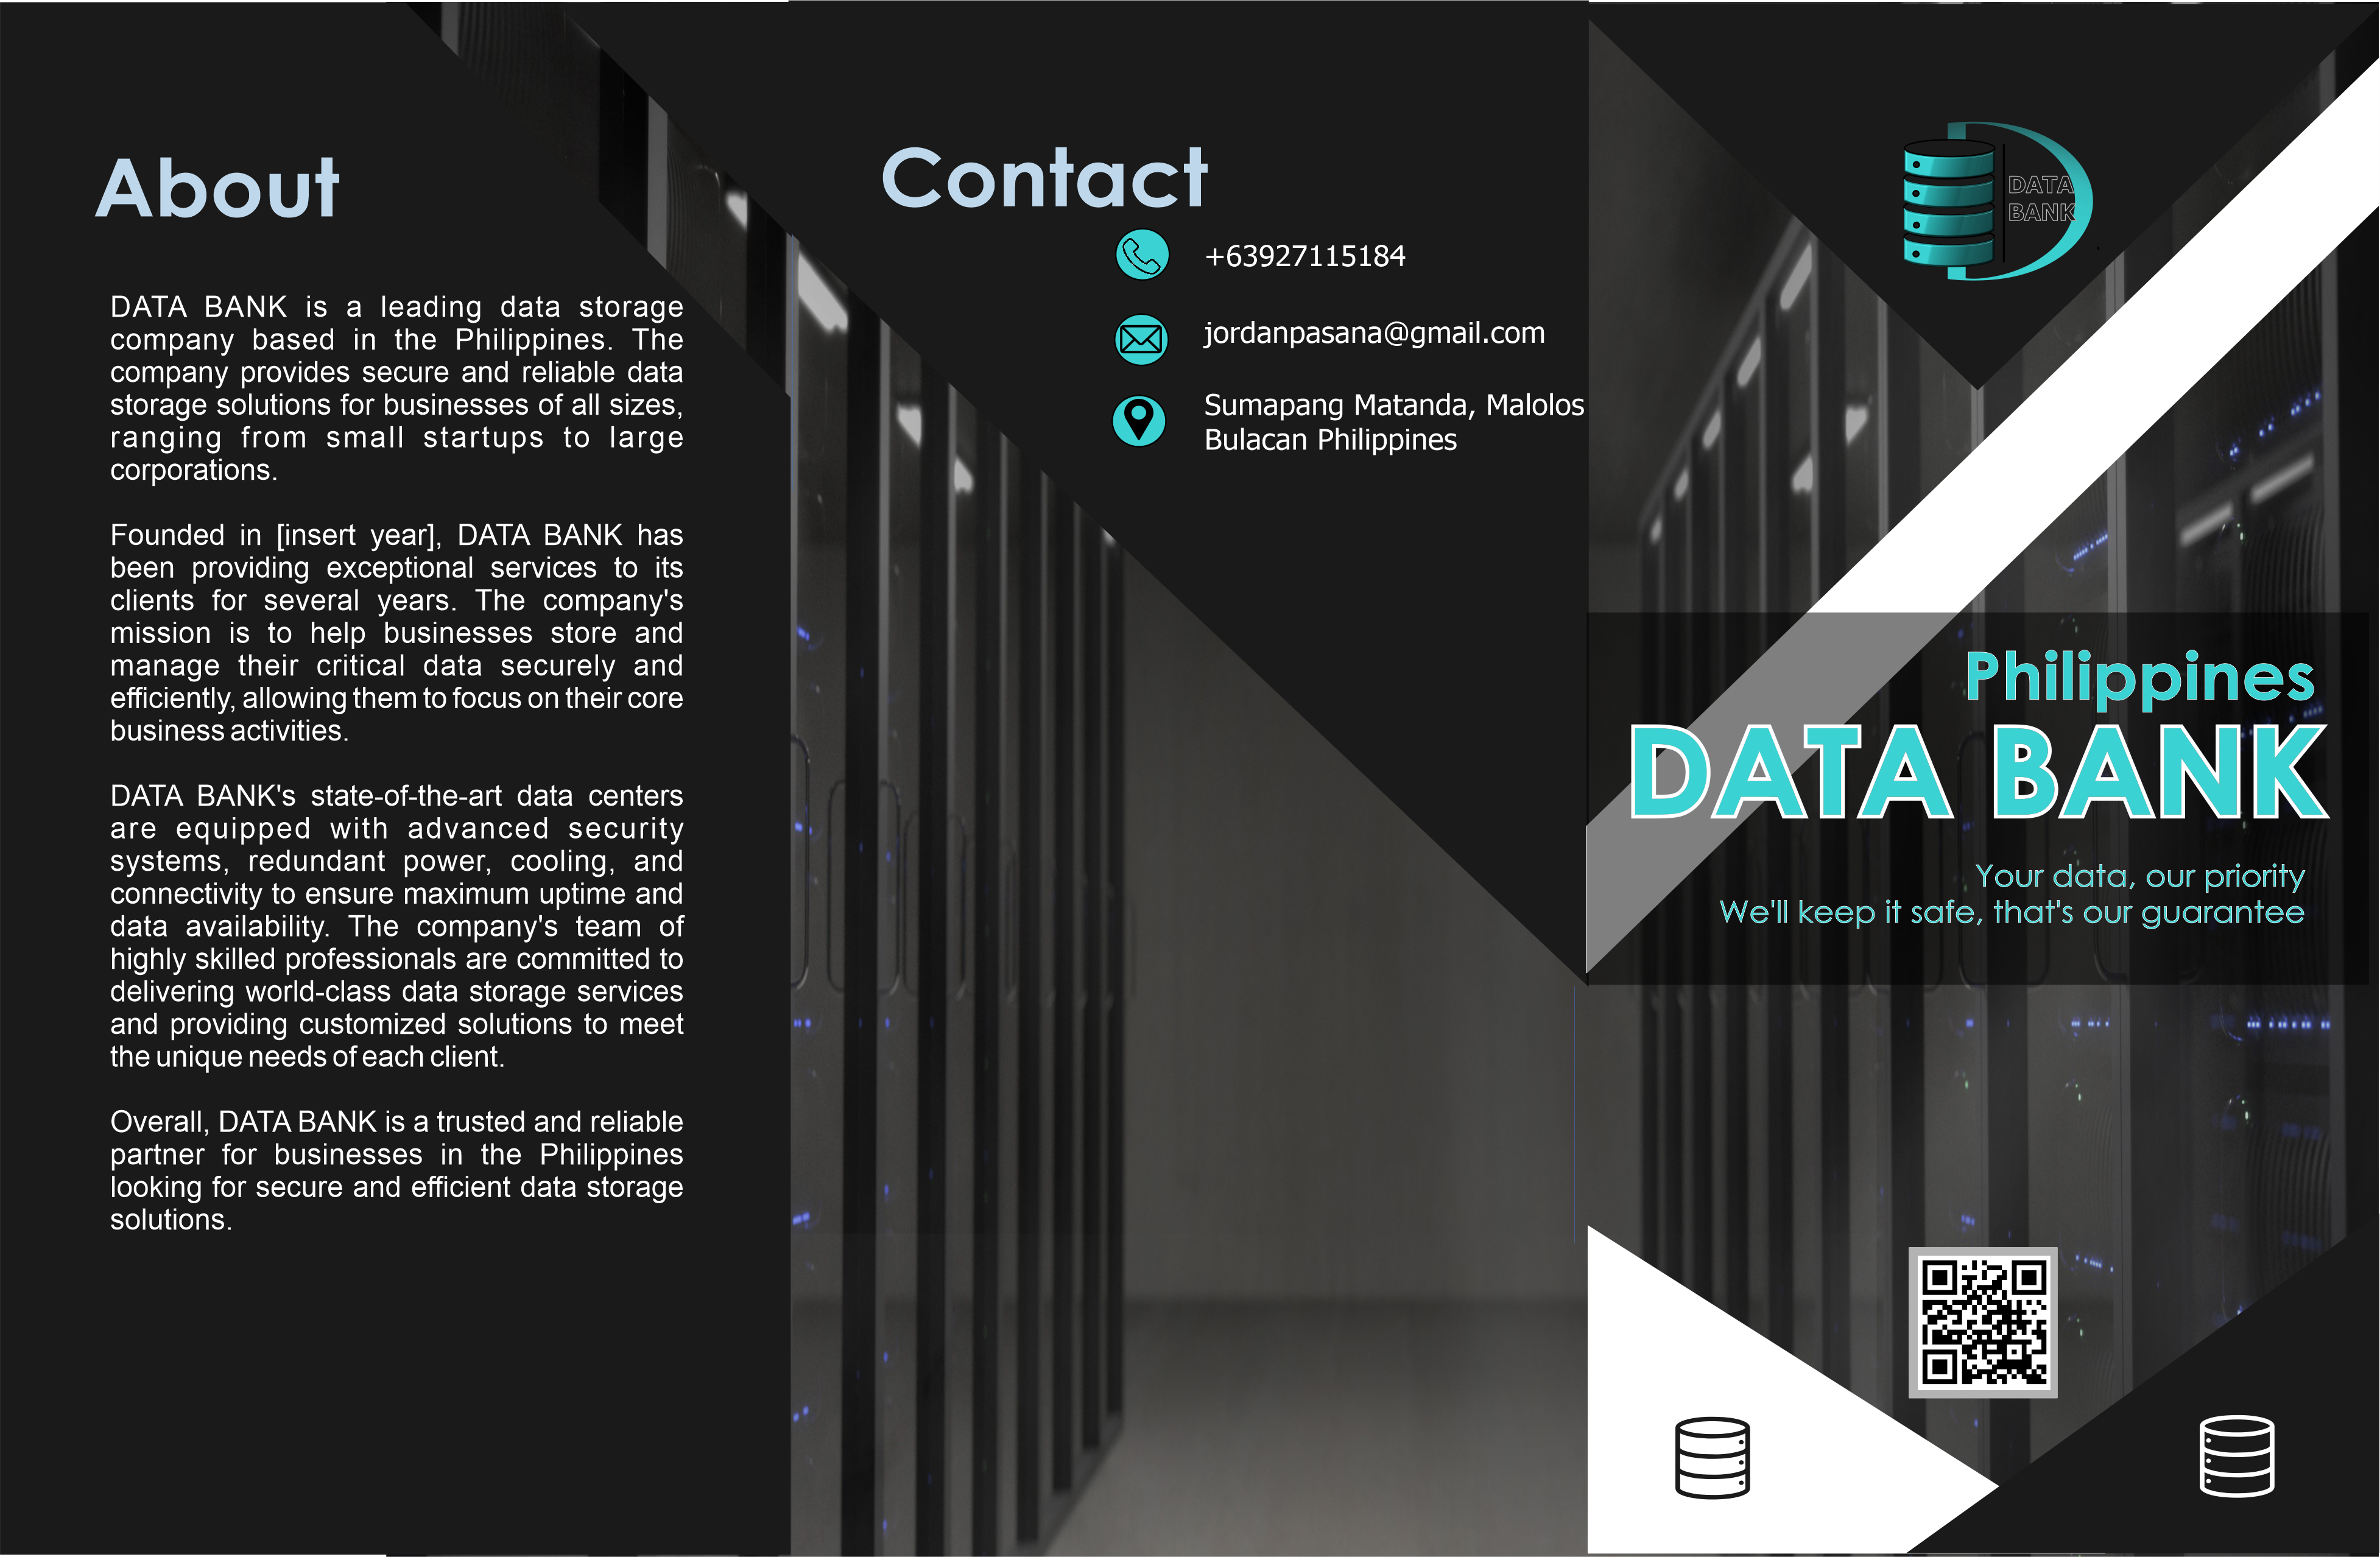 About
DATA BANK is a leading data storage
company based in the Philippines. The
company provides secure and reliable data
storage solutions for businesses of all sizes,
ranging from small startups to large
corporations.
Founded in [insert year], DATA BANK has
been providing exceptional services to its
clients for several years. The company's
mission is to help businesses store and
manage their critical data securely and
efficiently, allowing them to focus on their core
business activities.
DATA BANK's state-of-the-art data centers
are equipped with advanced security
systems, redundant power, cooling, and
connectivity to ensure maximum uptime and
data availability. The company's team of
highly skilled professionals are committed to
delivering world-class data storage services
and providing customized solutions to meet
the unique needs of each client.
Overall, DATA BANK is a trusted and reliable
partner for businesses in the Philippines
looking for secure and efficient data storage
solutions.
Contact
+63927115184
jordanpasana@gmail.com
Sumapang Matanda, Malolos
Bulacan Philippines
DATA
BANK
Philippines
DATA BANK
Your data, our priority
We'll keep it safe, that's our guarantee